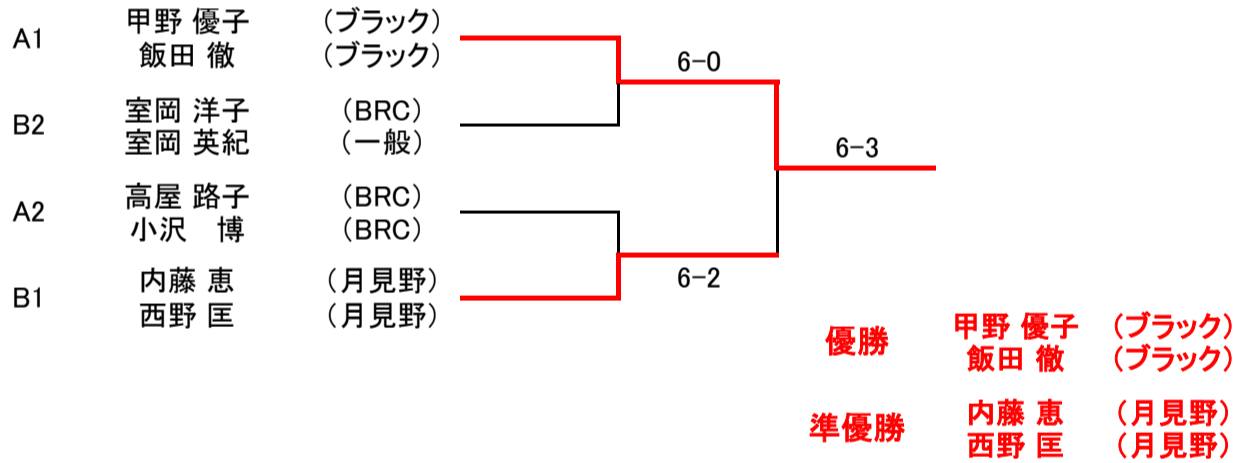 A1 甲野 優子 （ブラック）
飯田 徹 （ブラック）
6-0
B2 室岡 洋子 （BRC）
室岡 英紀 （一般）
6-3
A2 高屋 路子 （BRC）
小沢　博 （BRC）
6-2
B1 内藤 恵 （月見野）
西野 匡 （月見野）
優勝 甲野 優子 （ブラック）
飯田 徹 （ブラック）
準優勝 内藤 恵 （月見野）
西野 匡 （月見野）